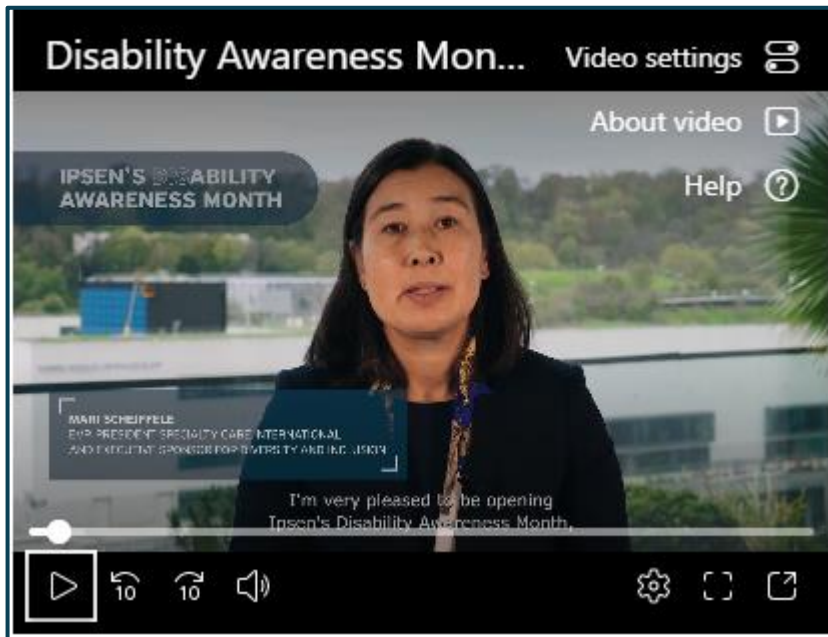 Disability Awareness Mon...
Video settings
About video
Help
IPSEN'S DISABILITY
AWARENESS MONTH
MARI SCHEIFFELE
EVP, PRESIDENT SPECIALTY CARE INTERNATIONAL
AND EXECUTIVE SPONSOR FOR DIVERSITY AND INCLUSION
I'm very pleased to be opening
Ipsen's Disability Awareness Month,
10
10